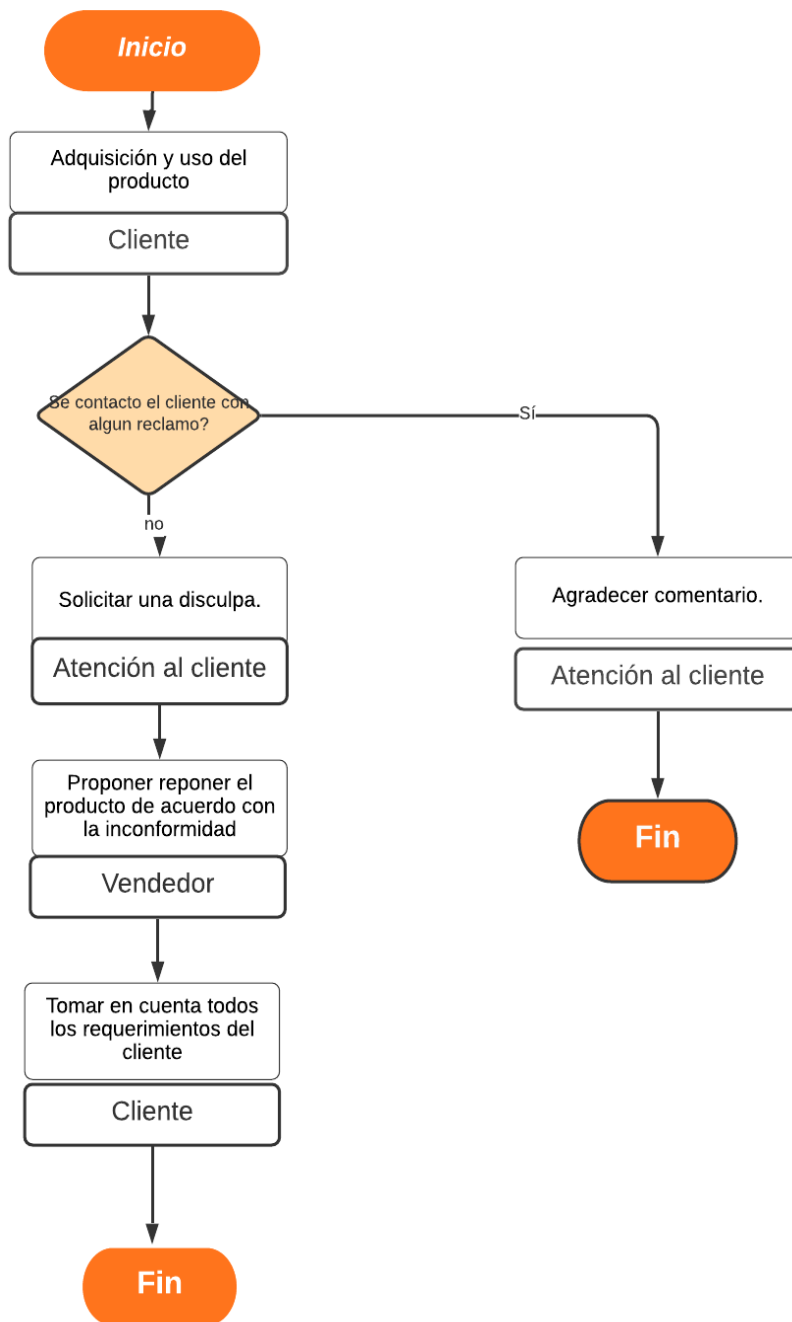 Inicio
Adquisición y uso del
producto
Cliente
Se contacto el cliente con
algun reclamo?
Sí
no
Solicitar una disculpa.
Atención al cliente
Agradecer comentario.
Atención al cliente
Proponer reponer el
producto de acuerdo con
la inconformidad
Vendedor
Fin
Tomar en cuenta todos
los requerimientos del
cliente
Cliente
Fin